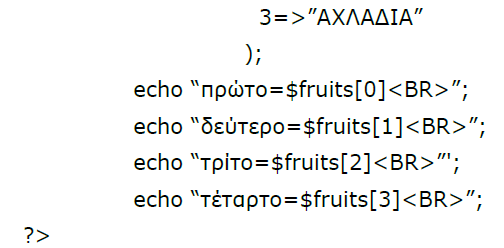 3=>”ΑΧΛΑΔΙΑ”
);
echo “πρώτο=$fruits[0]<BR>”;
echo “δεύτερο=$fruits[1]<BR>”;
echo “τρίτο=$fruits[2]<BR>”';
echo “τέταρτο=$fruits[3]<BR>”;
?>